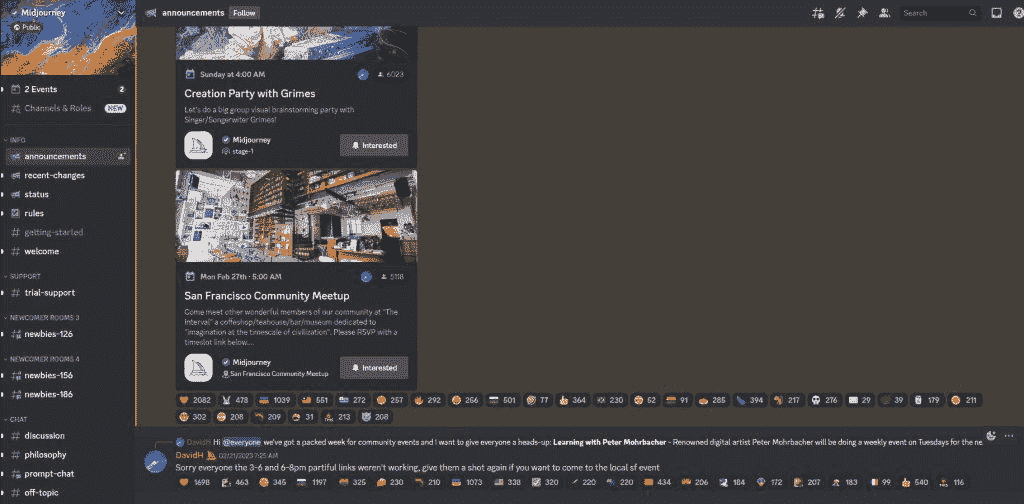 Midjourney
Public
2 Events
2
Channels & Roles
NEW
INFO
announcements
recent-changes
status
rules
getting-started
welcome
SUPPORT
trial-support
NEWCOMER ROOMS 3
newbies-126
NEWCOMER ROOMS 4
newbies-156
newbies-186
CHAT
discussion
philosophy
prompt-chat
off-topic
announcements
Follow
Search
Sunday at 4:00 AM
6023
Creation Party with Grimes
Let's do a big group visual brainstorming party with
Singer/Songwriter Grimes!
Midjourney
stage-1
Interested
Mon Feb 27th · 5:00 AM
5118
San Francisco Community Meetup
Come meet other wonderful members of our community at "The
Interval" a coffeshop/teahouse/bar/museum dedicated to
"imagination at the timescale of civilization". Please RSVP with a
timeslot link below....
Midjourney
San Francisco Community Meetup
Interested
2082 478 1039 551 272 257 292 256 501 77 364 230 52 91 285 394 217 276 29 39 179 211
302 208 209 31 213 208
DavidH Hi @everyone we've got a packed week for community events and I want to give everyone a heads-up: Learning with Peter Mohrbacher - Renowned digital artist Peter Mohrbacher will be doing a weekly event on Tuesdays for the ne
DavidH 02/21/2023 7:25 AM
Sorry everyone the 3-6 and 6-8pm partiful links weren't working, give them a shot again if you want to come to the local sf event
1698 463 345 1197 325 230 210 1073 338 320 220 220 434 206 184 172 207 183 99 540 116